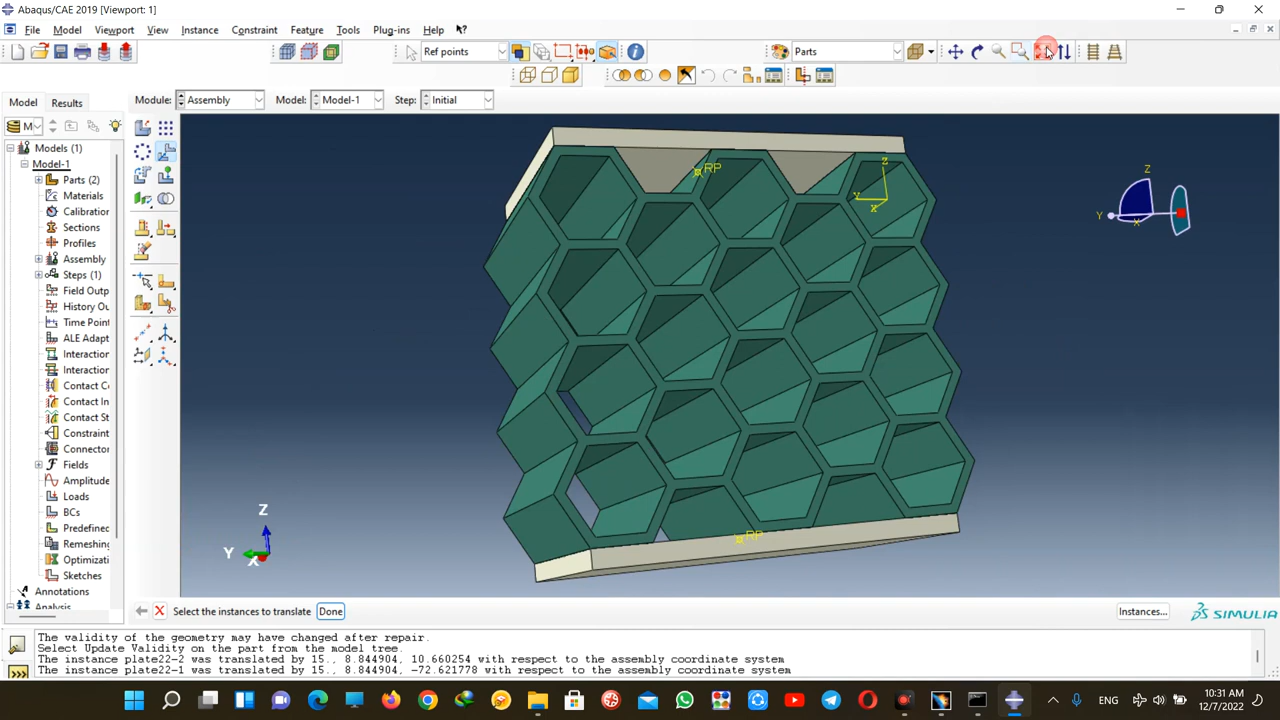 Abaqus/CAE 2019 [Viewport: 1]
File Model Viewport View Instance Constraint Feature Tools Plug-ins Help
Ref points
Parts
Model Results
Module: Assembly Model: Model-1 Step: Initial
M
Models (1)
Model-1
Parts (2)
Materials
Calibration
Sections
Profiles
Assembly
Steps (1)
Field Outp
History Ou
Time Point
ALE Adapt
Interaction
Interaction
Contact Co
Contact In
Contact St
Constraint
Connector
Fields
Amplitude
Loads
BCs
Predefined
Remeshing
Optimizatio
Sketches
Annotations
Analysis
RP
Z
Y
X
Z
Y
X
RP
Z
Y
X
Select the instances to translate Done
Instances...
SIMULIA
The validity of the geometry may have changed after repair.
Select Update Validity on the part from the model tree.
The instance plate22-2 was translated by 15., 8.844904, 10.660254 with respect to the assembly coordinate system
The instance plate22-1 was translated by 15., 8.844904, -72.621778 with respect to the assembly coordinate system
ENG
10:31 AM
12/7/2022